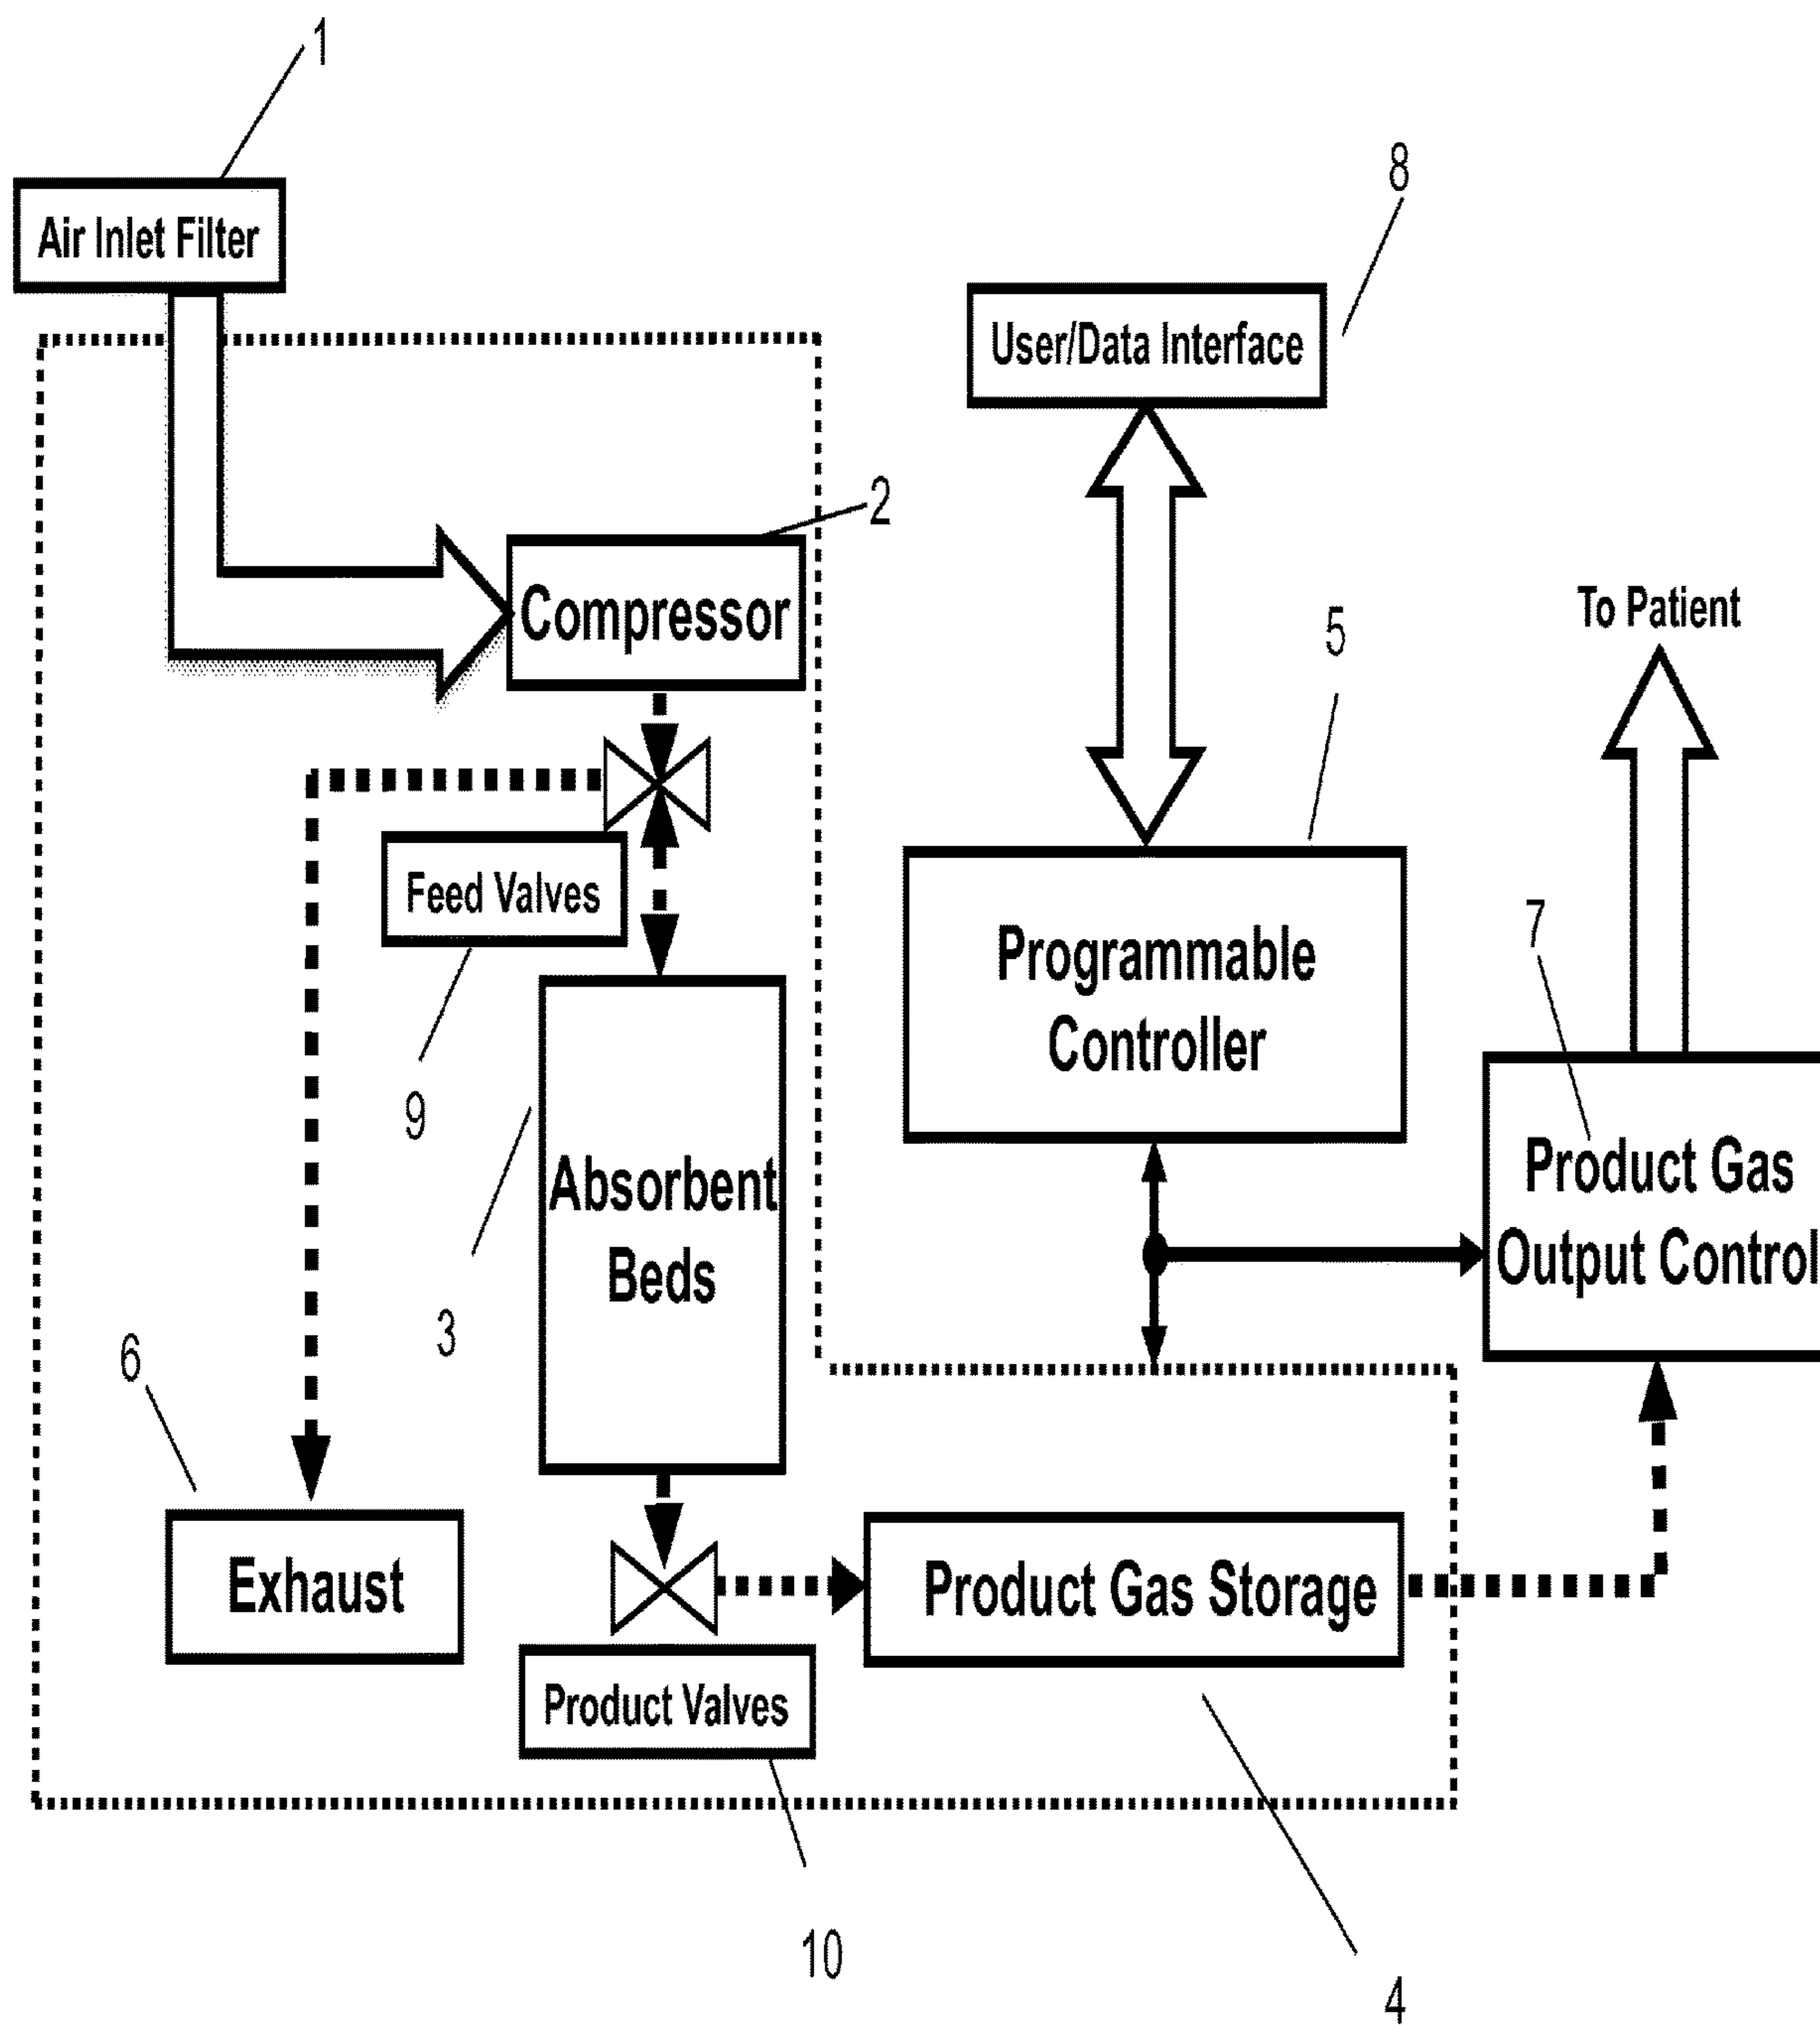 1
Air Inlet Filter
8
User/Data Interface
2
Compressor
5
To Patient
Feed Valves
9
Programmable
Controller
7
3
Absorbent
Beds
Product Gas
Output Control
6
Exhaust
Product Gas Storage
Product Valves
10
4